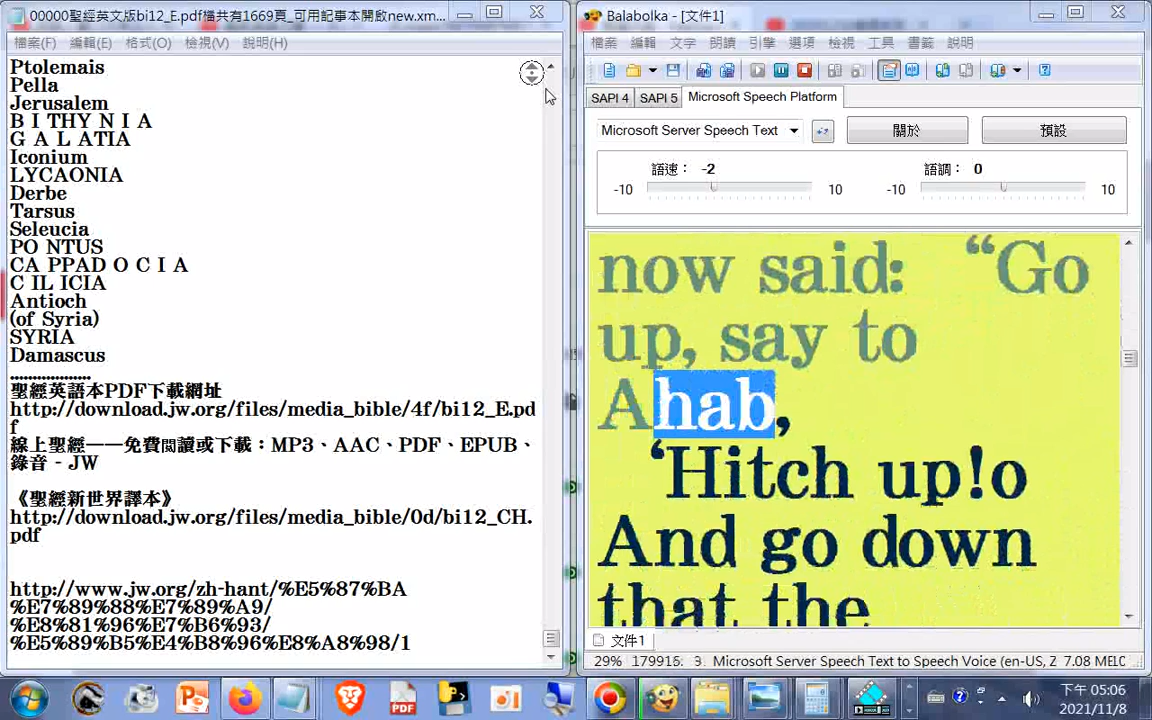 00000聖經英文版bi12_E.pdf檔共有1669頁_可用記事本開啟new.xm...
檔案(F) 編輯(E) 格式(O) 檢視(V) 說明(H)
Ptolemais
Pella
Jerusalem
B I THY N I A
G A L ATIA
Iconium
LYCAONIA
Derbe
Tarsus
Seleucia
PO NTUS
CA PPAD O C I A
C IL ICIA
Antioch
(of Syria)
SYRIA
Damascus
..................
聖經英語本PDF下載網址
http://download.jw.org/files/media_bible/4f/bi12_E.pd
f
線上聖經——免費閱讀或下載：MP3、AAC、PDF、EPUB、
錄音 - JW
《聖經新世界譯本》
http://download.jw.org/files/media_bible/0d/bi12_CH.
pdf
http://www.jw.org/zh-hant/%E5%87%BA
%E7%89%88%E7%89%A9/
%E8%81%96%E7%B6%93/
%E5%89%B5%E4%B8%96%E8%A8%98/1
Balabolka - [文件1]
檔案 編輯 文字 朗讀 引擎 選項 檢視 工具 書籤 說明
SAPI 4 SAPI 5 Microsoft Speech Platform
Microsoft Server Speech Text 關於 預設
語速： -2 語調： 0
-10 10 -10 10
now said: “Go
up, say to
Ahab,
‘Hitch up!o
And go down
that the
文件1
29% 179916. 3. Microsoft Server Speech Text to Speech Voice (en-US, Z 7.08 MELO
PDF
下午 05:06
2021/11/8